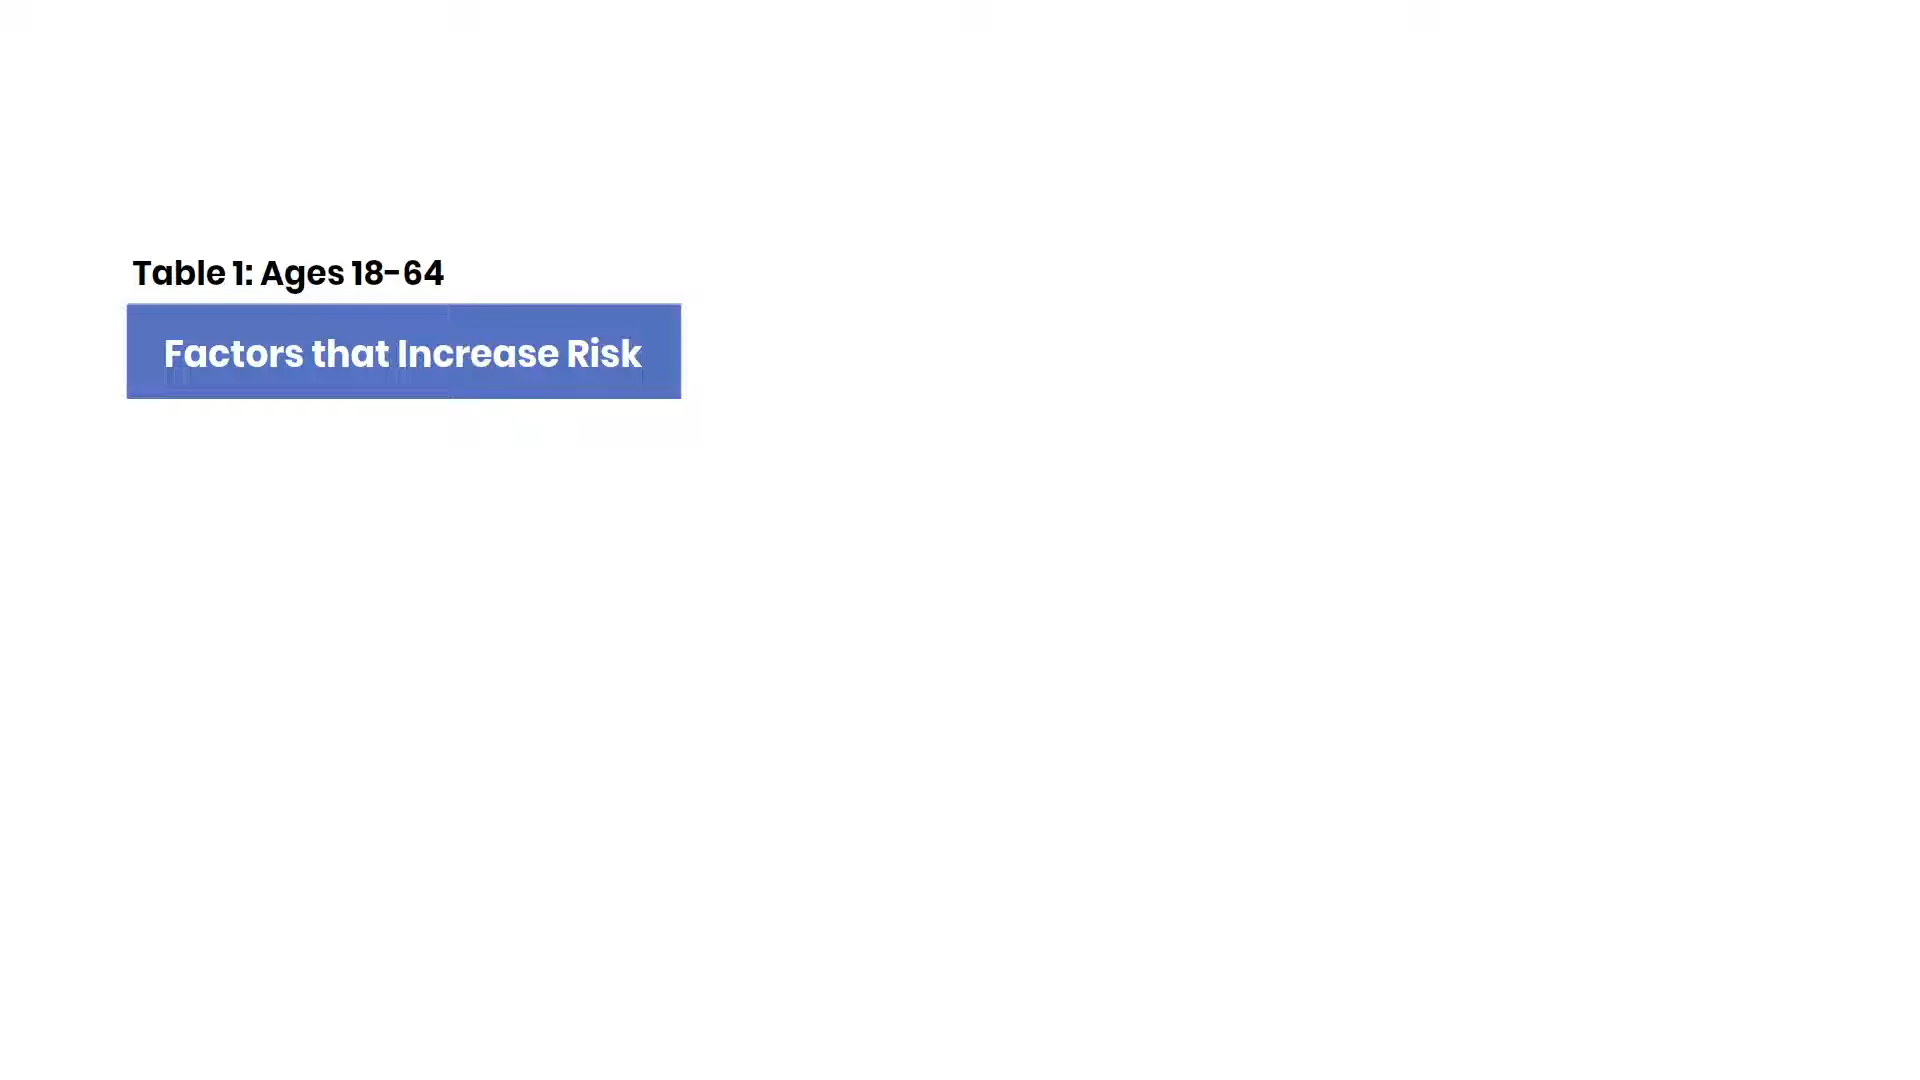 Table 1: Ages 18-64
Factors that Increase Risk